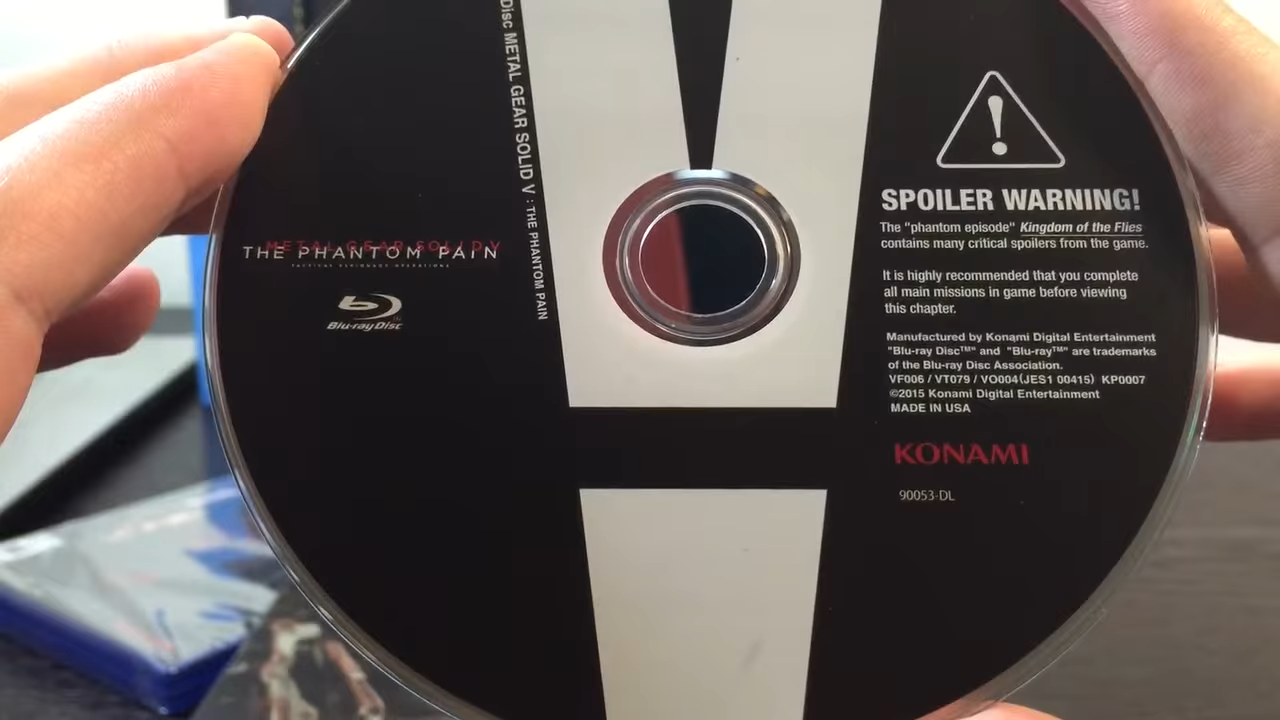 Disc METAL GEAR SOLID V : THE PHANTOM PAIN
METAL GEAR SOLID V
THE PHANTOM PAIN
TACTICAL ESPIONAGE OPERATIONS
Blu-ray Disc
!
SPOILER WARNING!
The "phantom episode" Kingdom of the Flies
contains many critical spoilers from the game.
It is highly recommended that you complete
all main missions in game before viewing
this chapter.
Manufactured by Konami Digital Entertainment
"Blu-ray Disc™" and "Blu-ray™" are trademarks
of the Blu-ray Disc Association.
VF006 / VT079 / VO004(JES1 00415) KP0007
©2015 Konami Digital Entertainment
MADE IN USA
KONAMI
90053-DL